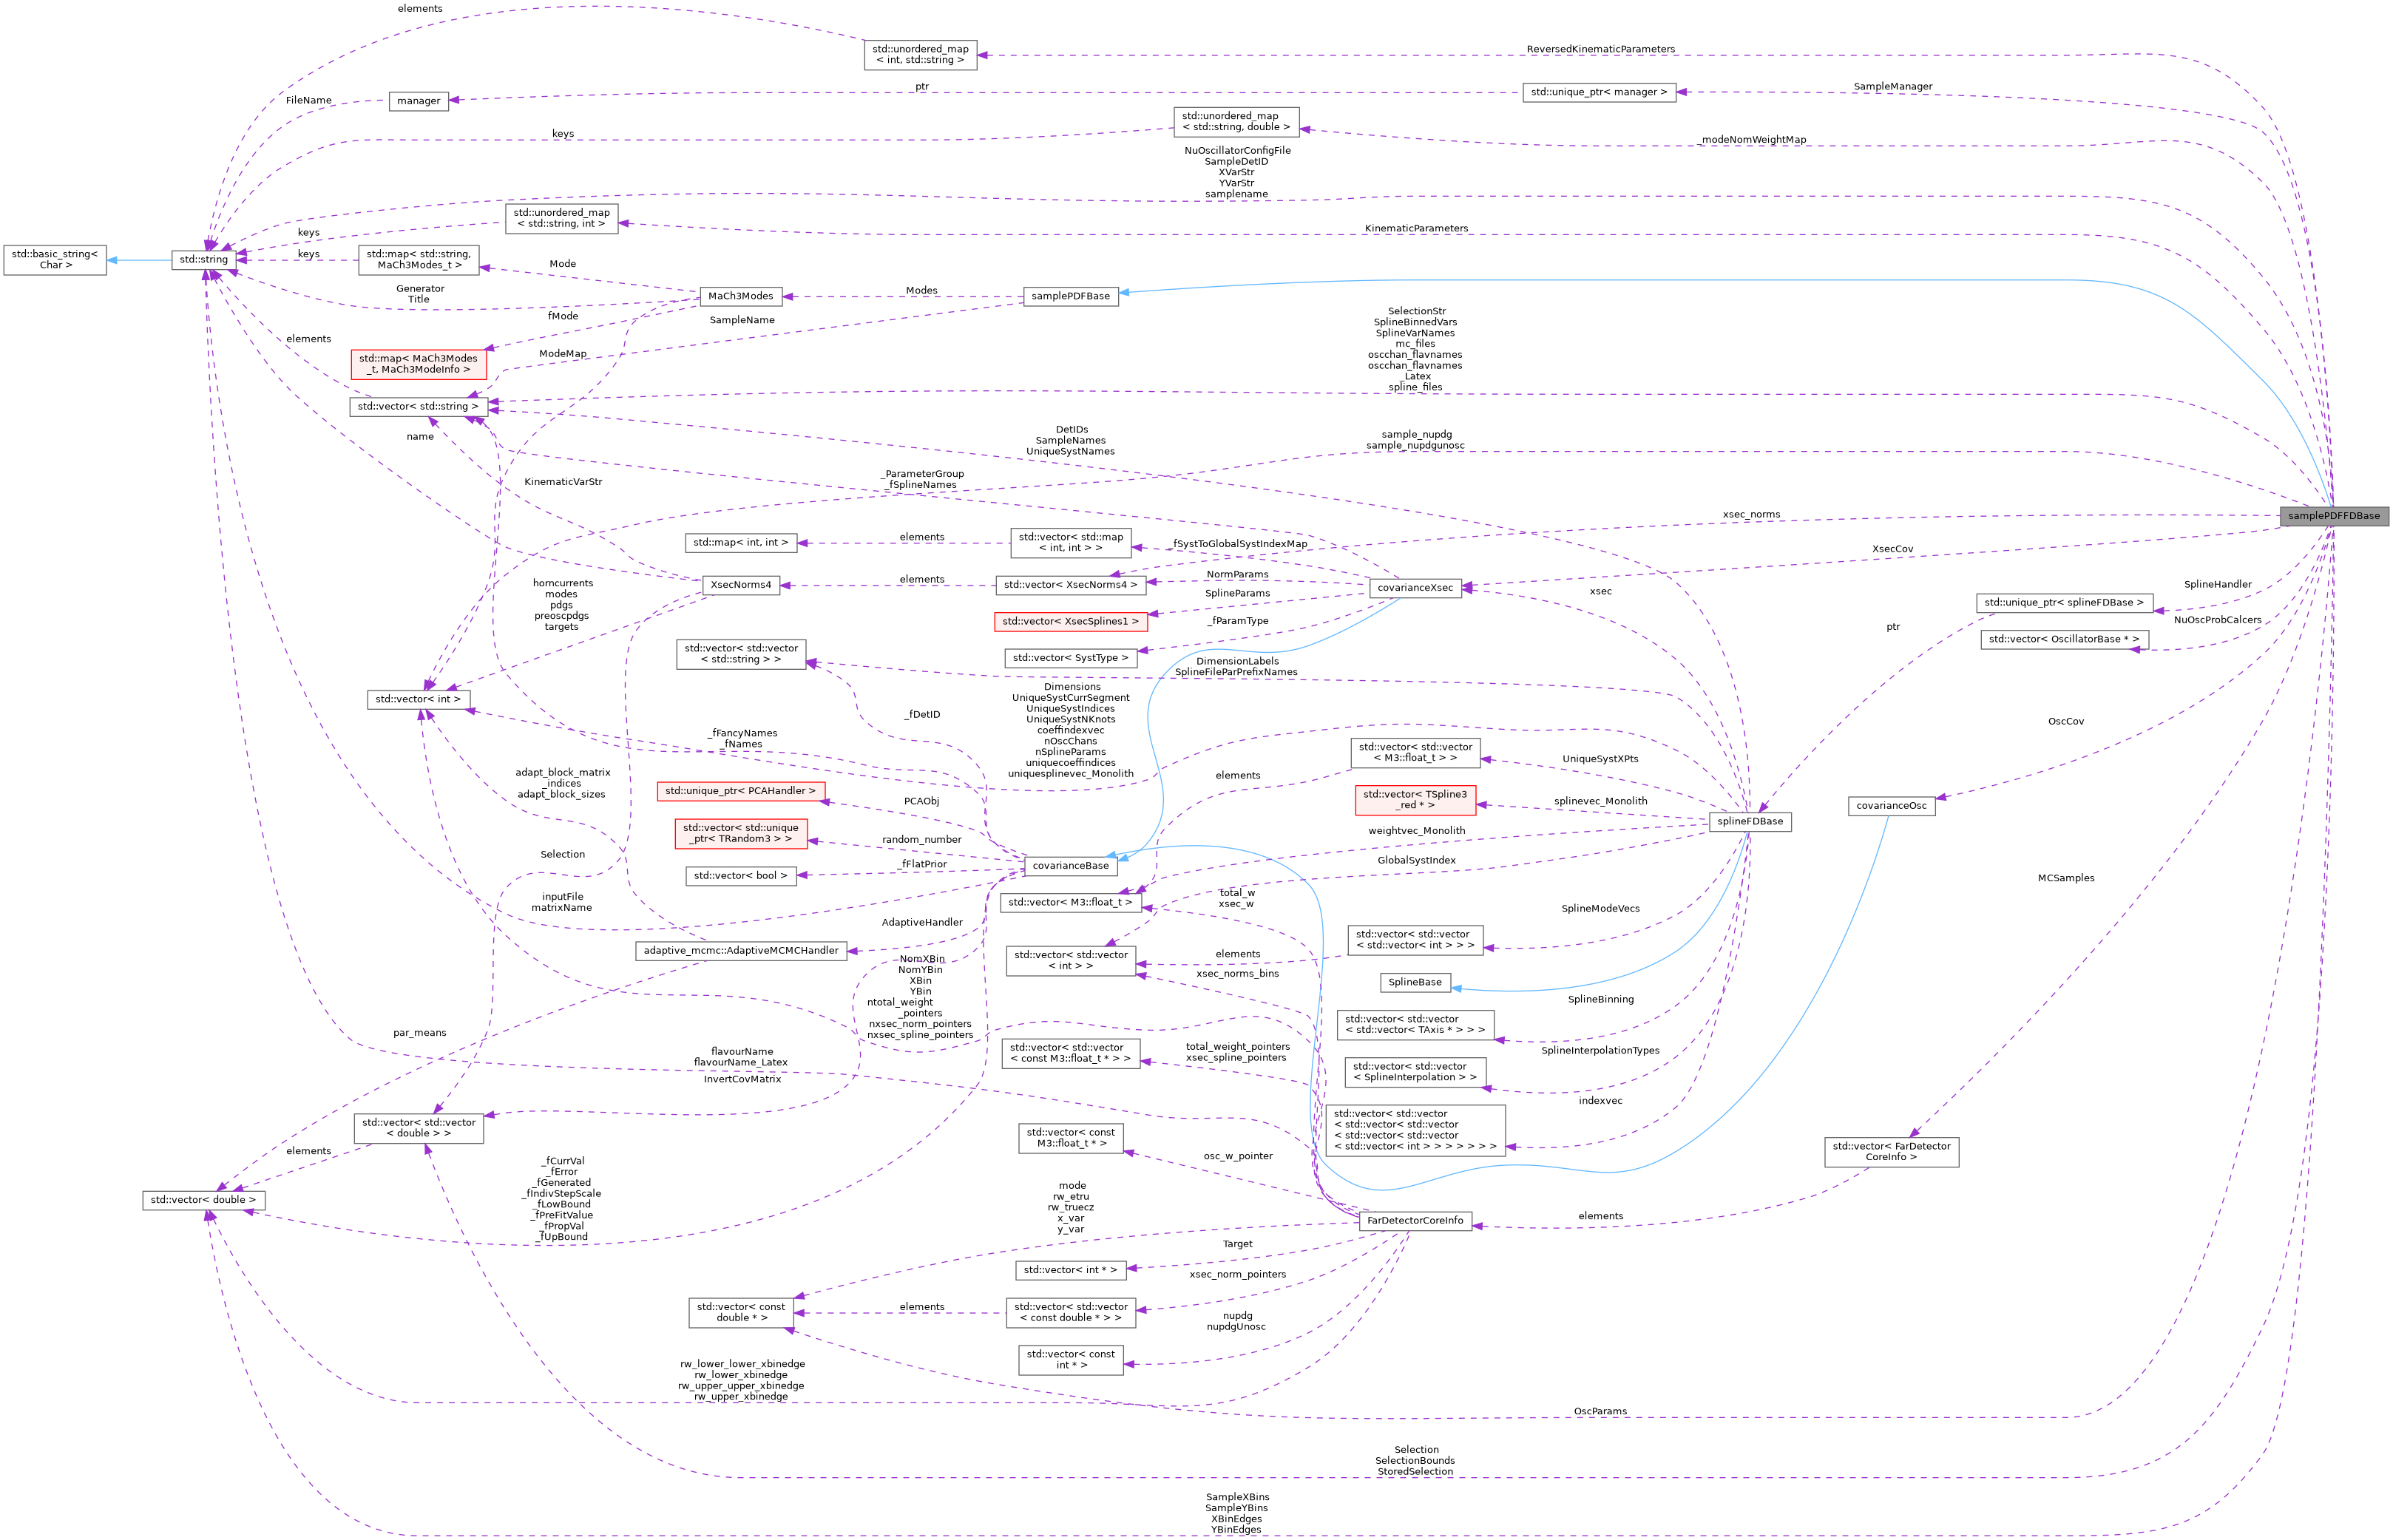 elements
std::unordered_map
< int, std::string >
ReversedKinematicParameters
FileName
manager
ptr
std::unique_ptr< manager >
SampleManager
std::unordered_map
< std::string, double >
keys
_modeNomWeightMap
NuOscillatorConfigFile
SampleDetID
XVarStr
YVarStr
samplename
std::unordered_map
< std::string, int >
keys
KinematicParameters
std::basic_string<
Char >
std::string
keys
std::map< std::string,
MaCh3Modes_t >
Mode
Generator
Title
MaCh3Modes
Modes
samplePDFBase
fMode
SampleName
elements
std::map< MaCh3Modes
_t, MaCh3ModeInfo >
ModeMap
SelectionStr
SplineBinnedVars
SplineVarNames
mc_files
oscchan_flavnames
oscchan_flavnames
_Latex
spline_files
std::vector< std::string >
name
DetIDs
SampleNames
UniqueSystNames
sample_nupdg
sample_nupdgunosc
KinematicVarStr
_ParameterGroup
_fSplineNames
xsec_norms
samplePDFFDBase
std::map< int, int >
elements
std::vector< std::map
< int, int > >
_fSystToGlobalSystIndexMap
XsecCov
horncurrents
modes
pdgs
preoscpdgs
targets
XsecNorms4
elements
std::vector< XsecNorms4 >
NormParams
covarianceXsec
xsec
SplineHandler
SplineParams
std::vector< XsecSplines1 >
_fParamType
std::vector< SystType >
std::unique_ptr< splineFDBase >
ptr
NuOscProbCalcers
std::vector< OscillatorBase * >
std::vector< std::vector
< std::string > >
DimensionLabels
SplineFileParPrefixNames
std::vector< int >
_fDetID
Dimensions
UniqueSystCurrSegment
UniqueSystIndices
UniqueSystNKnots
coeffindexvec
nOscChans
nSplineParams
uniquecoeffindices
uniquesplinevec_Monolith
OscCov
_fFancyNames
_fNames
std::vector< std::vector
< M3::float_t > >
UniqueSystXPts
elements
adapt_block_matrix
_indices
adapt_block_sizes
std::unique_ptr< PCAHandler >
PCAObj
std::vector< TSpline3
_red * >
splinevec_Monolith
covarianceOsc
splineFDBase
std::vector< std::unique
_ptr< TRandom3 > >
random_number
weightvec_Monolith
Selection
_fFlatPrior
std::vector< bool >
covarianceBase
GlobalSystIndex
MCSamples
inputFile
matrixName
std::vector< M3::float_t >
total_w
xsec_w
SplineModeVecs
AdaptiveHandler
adaptive_mcmc::AdaptiveMCMCHandler
std::vector< std::vector
< std::vector< int > > >
std::vector< std::vector
< int > >
elements
xsec_norms_bins
NomXBin
NomYBin
XBin
YBin
ntotal_weight
_pointers
nxsec_norm_pointers
nxsec_spline_pointers
SplineBase
SplineBinning
std::vector< std::vector
< std::vector< TAxis * > > >
par_means
flavourName
flavourName_Latex
InvertCovMatrix
std::vector< std::vector
< const M3::float_t * > >
total_weight_pointers
xsec_spline_pointers
std::vector< std::vector
< SplineInterpolation > >
SplineInterpolationTypes
indexvec
std::vector< std::vector
< std::vector< std::vector
< std::vector< std::vector
< std::vector< int > > > > > > >
std::vector< std::vector
< double > >
elements
std::vector< const
M3::float_t * >
osc_w_pointer
std::vector< FarDetector
CoreInfo >
_fCurrVal
_fError
_fGenerated
_fIndivStepScale
_fLowBound
_fPreFitValue
_fPropVal
_fUpBound
std::vector< double >
mode
rw_etru
rw_truecz
x_var
y_var
FarDetectorCoreInfo
elements
Target
std::vector< int * >
xsec_norm_pointers
std::vector< const
double * >
elements
std::vector< std::vector
< const double * > >
nupdg
nupdgUnosc
std::vector< const
int * >
rw_lower_lower_xbinedge
rw_lower_xbinedge
rw_upper_upper_xbinedge
rw_upper_xbinedge
OscParams
Selection
SelectionBounds
StoredSelection
SampleXBins
SampleYBins
XBinEdges
YBinEdges